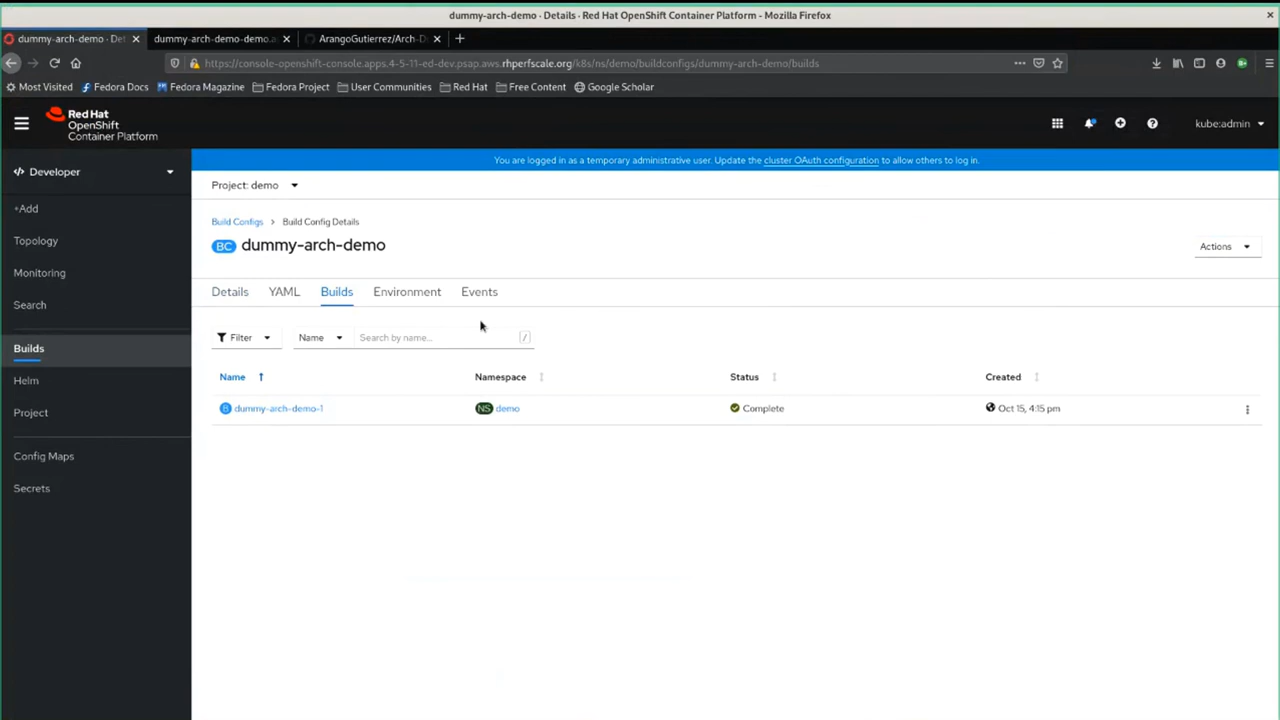 dummy-arch-demo · Details · Red Hat OpenShift Container Platform - Mozilla Firefox
dummy-arch-demo · Det
dummy-arch-demo-demo.a
ArangoGutierrez/Arch-D
https://console-openshift-console.apps.4-5-11-ed-dev.psap.aws.rhperfscale.org/k8s/ns/demo/buildconfigs/dummy-arch-demo/builds
Most Visited Fedora Docs Fedora Magazine Fedora Project User Communities Red Hat Free Content Google Scholar
Red Hat
OpenShift
Container Platform
kube:admin
You are logged in as a temporary administrative user. Update the cluster OAuth configuration to allow others to log in.
Developer
+Add
Topology
Monitoring
Search
Builds
Helm
Project
Config Maps
Secrets
Project: demo
Build Configs > Build Config Details
BC dummy-arch-demo
Actions
Details YAML Builds Environment Events
Filter Name Search by name... /
Name Namespace Status Created
B dummy-arch-demo-1 NS demo Complete Oct 15, 4:15 pm